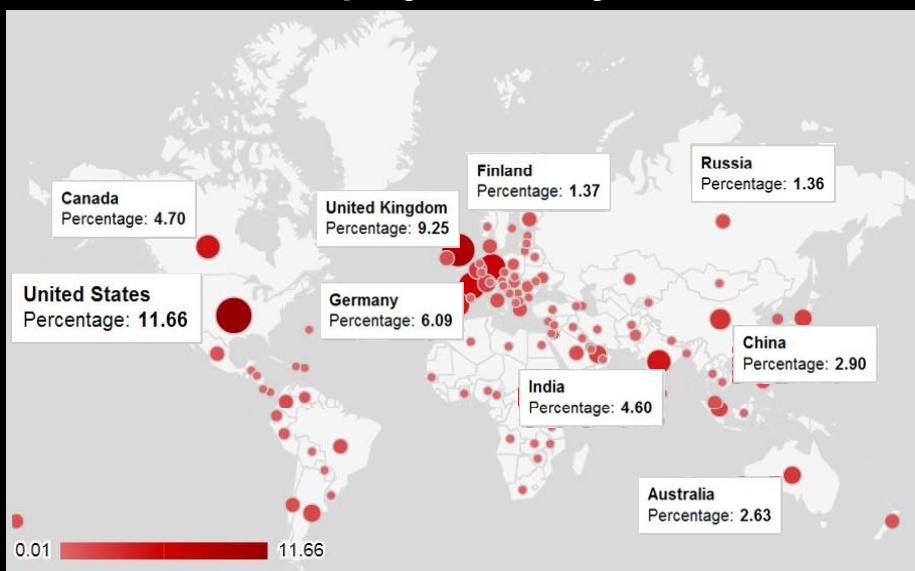 Canada
Percentage: 4.70
United States
Percentage: 11.66
United Kingdom
Percentage: 9.25
Germany
Percentage: 6.09
Finland
Percentage: 1.37
Russia
Percentage: 1.36
India
Percentage: 4.60
China
Percentage: 2.90
Australia
Percentage: 2.63
0.01 11.66